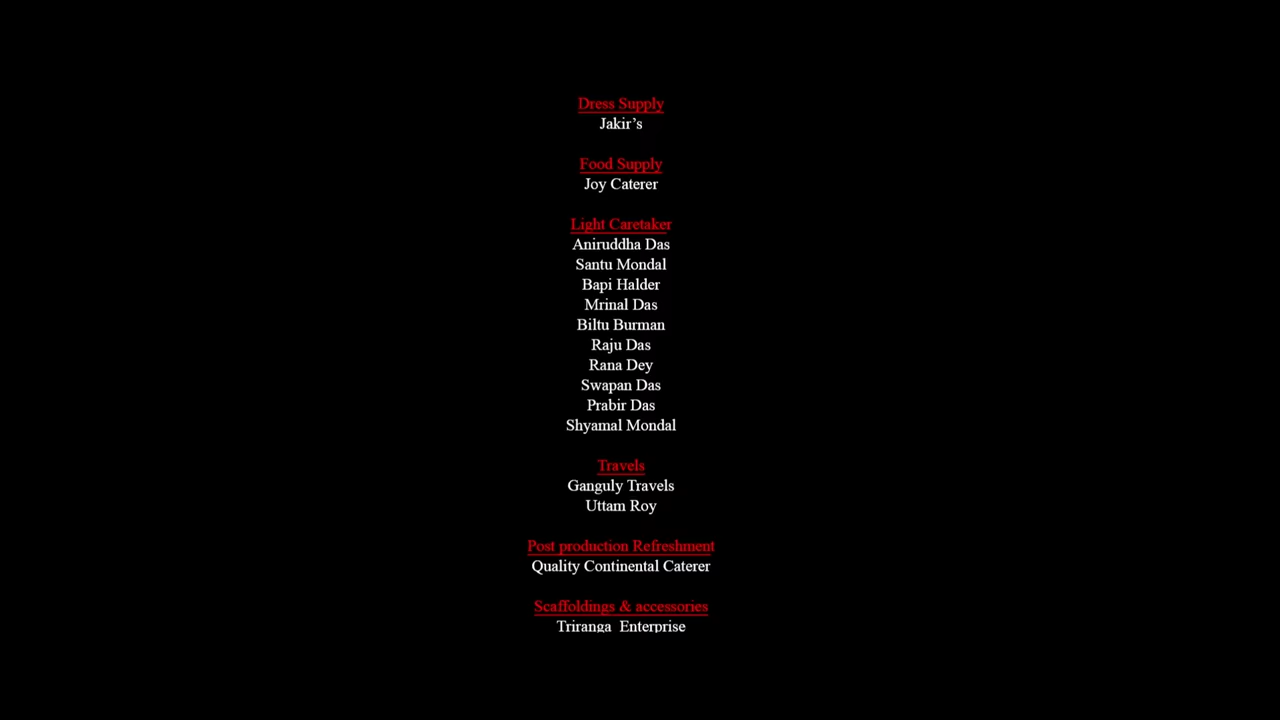 Dress Supply
Jakir’s
Food Supply
Joy Caterer
Light Caretaker
Aniruddha Das
Santu Mondal
Bapi Halder
Mrinal Das
Biltu Burman
Raju Das
Rana Dey
Swapan Das
Prabir Das
Shyamal Mondal
Travels
Ganguly Travels
Uttam Roy
Post production Refreshment
Quality Continental Caterer
Scaffoldings & accessories
Triranga Enterprise